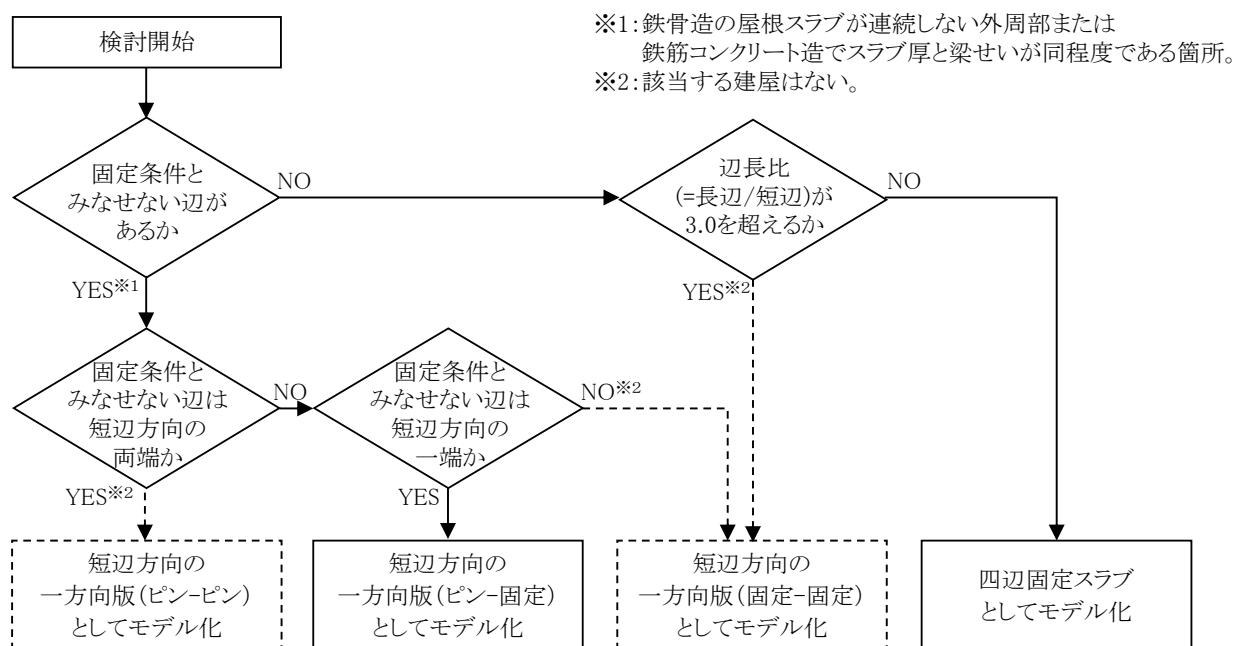 検討開始
※1:鉄骨造の屋根スラブが連続しない外周部または
鉄筋コンクリート造でスラブ厚と梁せいが同程度である箇所。
※2:該当する建屋はない。
固定条件と
みなせない辺が
あるか
NO
YES※1
辺長比
(=長辺/短辺)が
3.0を超えるか
NO
YES※2
固定条件と
みなせない辺は
短辺方向の
両端か
NO
YES※2
固定条件と
みなせない辺は
短辺方向の
一端か
NO※2
YES
短辺方向の
一方向版(ピン-ピン)
としてモデル化
短辺方向の
一方向版(ピン-固定)
としてモデル化
短辺方向の
一方向版(固定-固定)
としてモデル化
四辺固定スラブ
としてモデル化